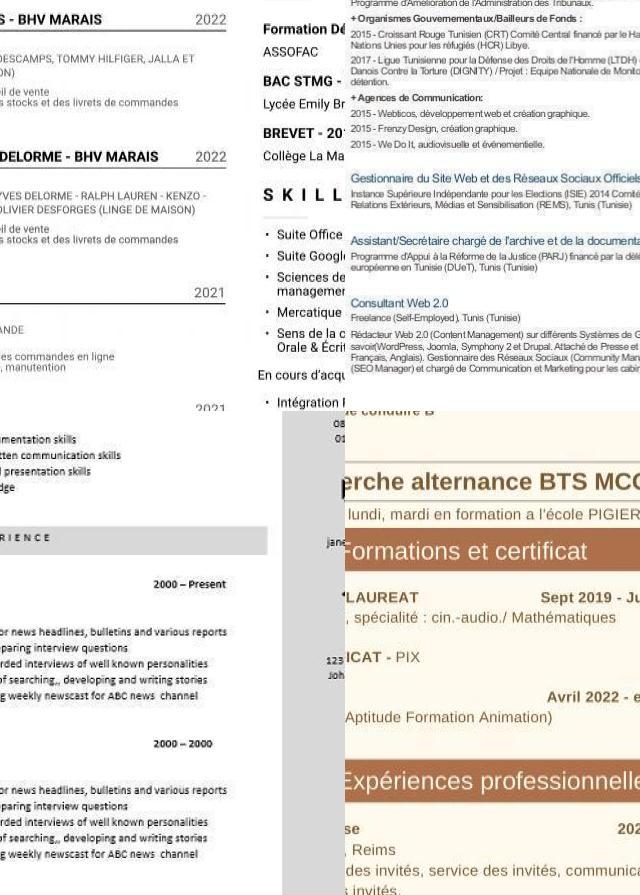 - BHV MARAIS 2022
DESCAMPS, TOMMY HILFIGER, JALLA ET
ON)
eil de vente
s stocks et des livrets de commandes
DELORME - BHV MARAIS 2022
YVES DELORME - RALPH LAUREN - KENZO -
OLIVIER DESFORGES (LINGE DE MAISON)
eil de vente
s stocks et des livrets de commandes
2021
ANDE
es commandes en ligne
, manutention
2021
Formation Dé
ASSOFAC
BAC STMG -
Lycée Emily Br
BREVET - 20
Collège La Ma
SKILL
• Suite Office
• Suite Googl
• Sciences de
managemen
• Mercatique
• Sens de la c
Orale & Écrit
En cours d'acqu
• Intégration
Programme d'Amélioration de l'Administration des Tribunaux.
+Organismes Gouvernementaux/Bailleurs de Fonds :
2015 - Croissant Rouge Tunisien (CRT) Comité Central financé par le Ha
Nations Unies pour les réfugiés (HCR) Libye.
2017 - Ligue Tunisienne pour la Défense des Droits de l'Homme (LTDH)
Danois Contre la Torture (DIGNITY) / Projet : Equipe Nationale de Monito
détention.
+Agences de Communication:
2015 - Webticos, développement web et création graphique.
2015 - Frenzy Design, création graphique.
2015 - We Do It, audiovisuelle et événementielle.
Gestionnaire du Site Web et des Réseaux Sociaux Officiels
Instance Supérieure Indépendante pour les Elections (ISIE) 2014 Comité
Relations Extérieurs, Médias et Sensibilisation (REMS), Tunis (Tunisie)
Assistant/Secrétaire chargé de l'archive et de la documenta
Programme d'Appui à la Réforme de la Justice (PARJ) financé par la délé
européenne en Tunisie (DUeT), Tunis (Tunisie)
Consultant Web 2.0
Freelance (Self-Employed), Tunis (Tunisie)
Rédacteur Web 2.0 (Content Management) sur différents Systèmes de G
savoir(WordPress, Joomla, Symphony 2 et Drupal. Attaché de Presse et
Français, Anglais). Gestionnaire des Réseaux Sociaux (Community Man
(SEO Manager) et chargé de Communication et Marketing pour les cabin
umentation skills
tten communication skills
l presentation skills
dge
RIENCE
2000 – Present
or news headlines, bulletins and various reports
eparing interview questions
rded interviews of well known personalities
of searching,, developing and writing stories
g weekly newscast for ABC news channel
2000 – 2000
or news headlines, bulletins and various reports
eparing interview questions
rded interviews of well known personalities
of searching,, developing and writing stories
g weekly newscast for ABC news channel
08
01
jane
123
Joh
de conduire B
erche alternance BTS MCO
lundi, mardi en formation a l'école PIGIER
Formations et certificat
LAUREAT Sept 2019 - Ju
, spécialité : cin.-audio./ Mathématiques
ICAT - PIX
Avril 2022 - e
Aptitude Formation Animation)
Expériences professionnelle
se 202
, Reims
des invités, service des invités, communica
s invités.